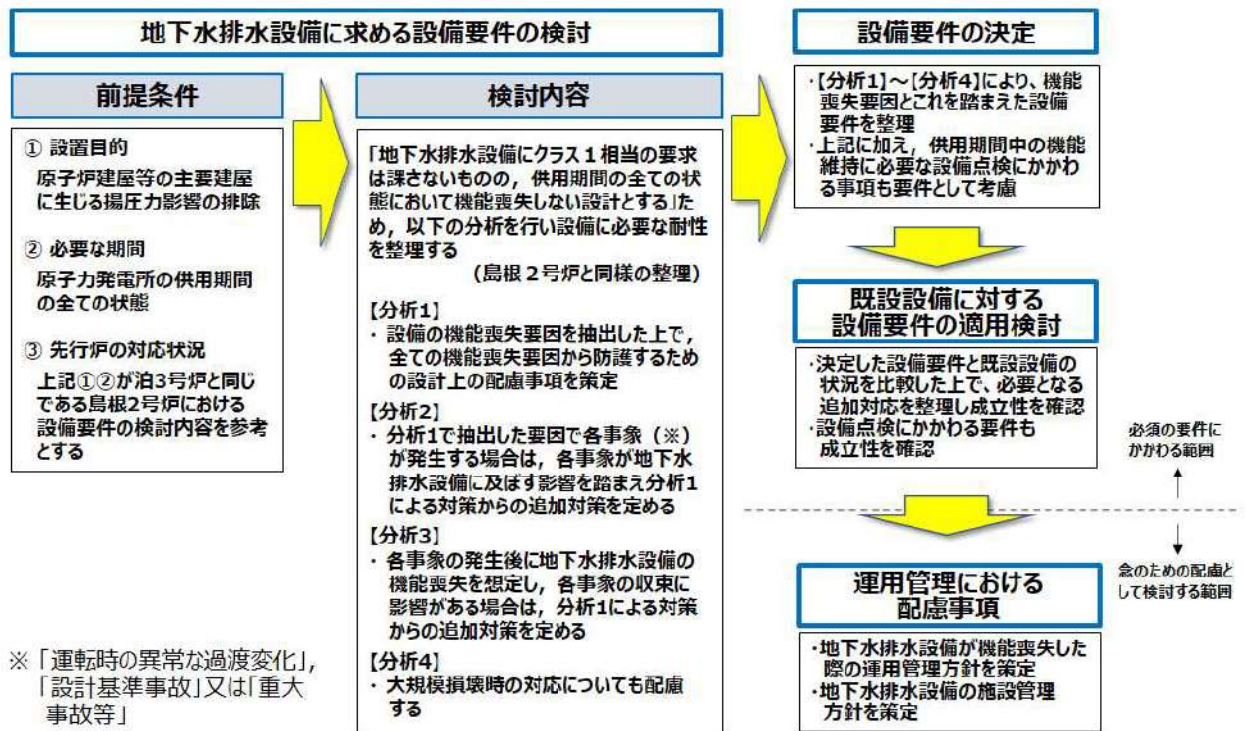 地下水排水設備に求める設備要件の検討
前提条件
① 設置目的
原子炉建屋等の主要建屋
に生じる揚圧力影響の排除
② 必要な期間
原子力発電所の供用期間
の全ての状態
③ 先行炉の対応状況
上記①②が泊3号炉と同じ
である島根2号炉における
設備要件の検討内容を参考
とする
※「運転時の異常な過渡変化」，
「設計基準事故」又は「重大
事故等」
検討内容
「地下水排水設備にクラス１相当の要求
は課さないものの，供用期間の全ての状
態において機能喪失しない設計とする」た
め，以下の分析を行い設備に必要な耐性
を整理する
（島根２号炉と同様の整理）
【分析1】
・ 設備の機能喪失要因を抽出した上で，
全ての機能喪失要因から防護するため
の設計上の配慮事項を策定
【分析2】
・ 分析1で抽出した要因で各事象（※）
が発生する場合は，各事象が地下水
排水設備に及ぼす影響を踏まえ分析1
による対策からの追加対策を定める
【分析3】
・ 各事象の発生後に地下水排水設備の
機能喪失を想定し，各事象の収束に
影響がある場合は，分析1による対策
からの追加対策を定める
【分析4】
・ 大規模損壊時の対応についても配慮
する
設備要件の決定
・【分析1】～【分析4】により、機能
喪失要因とこれを踏まえた設備
要件を整理
・上記に加え，供用期間中の機能
維持に必要な設備点検にかかわ
る事項も要件として考慮
既設設備に対する
設備要件の適用検討
・決定した設備要件と既設設備の
状況を比較した上で、必要となる
追加対応を整理し成立性を確認
・設備点検にかかわる要件も
成立性を確認
必須の要件に
かかわる範囲
念のための配慮と
して検討する範囲
運用管理における
配慮事項
・地下水排水設備が機能喪失した
際の運用管理方針を策定
・地下水排水設備の施設管理
方針を策定